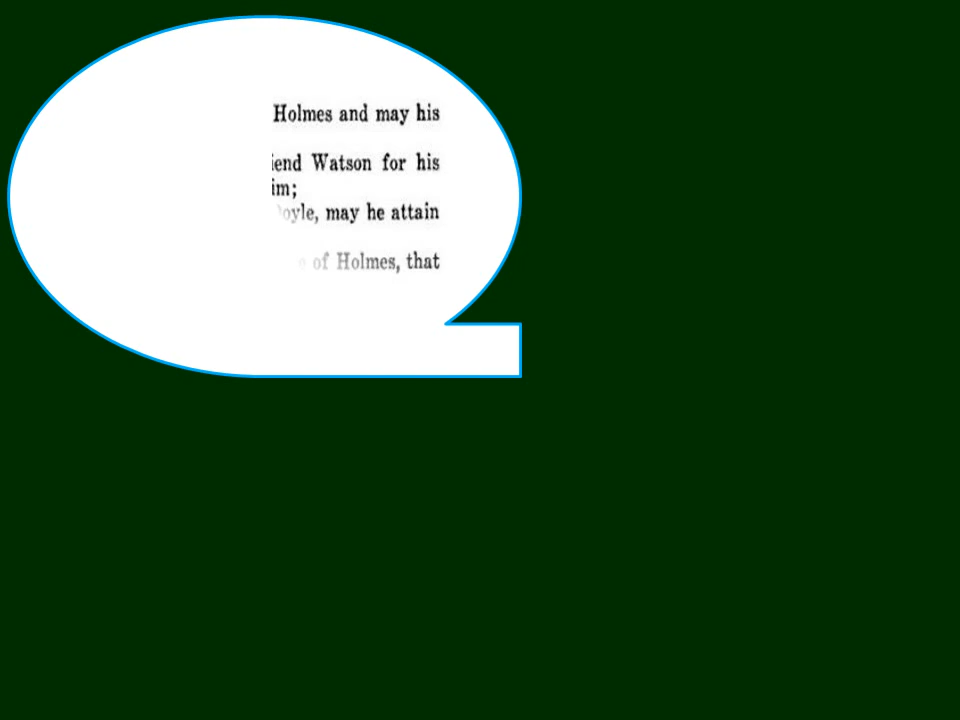 Holmes and may his
iend Watson for his
im;
oyle, may he attain
of Holmes, that